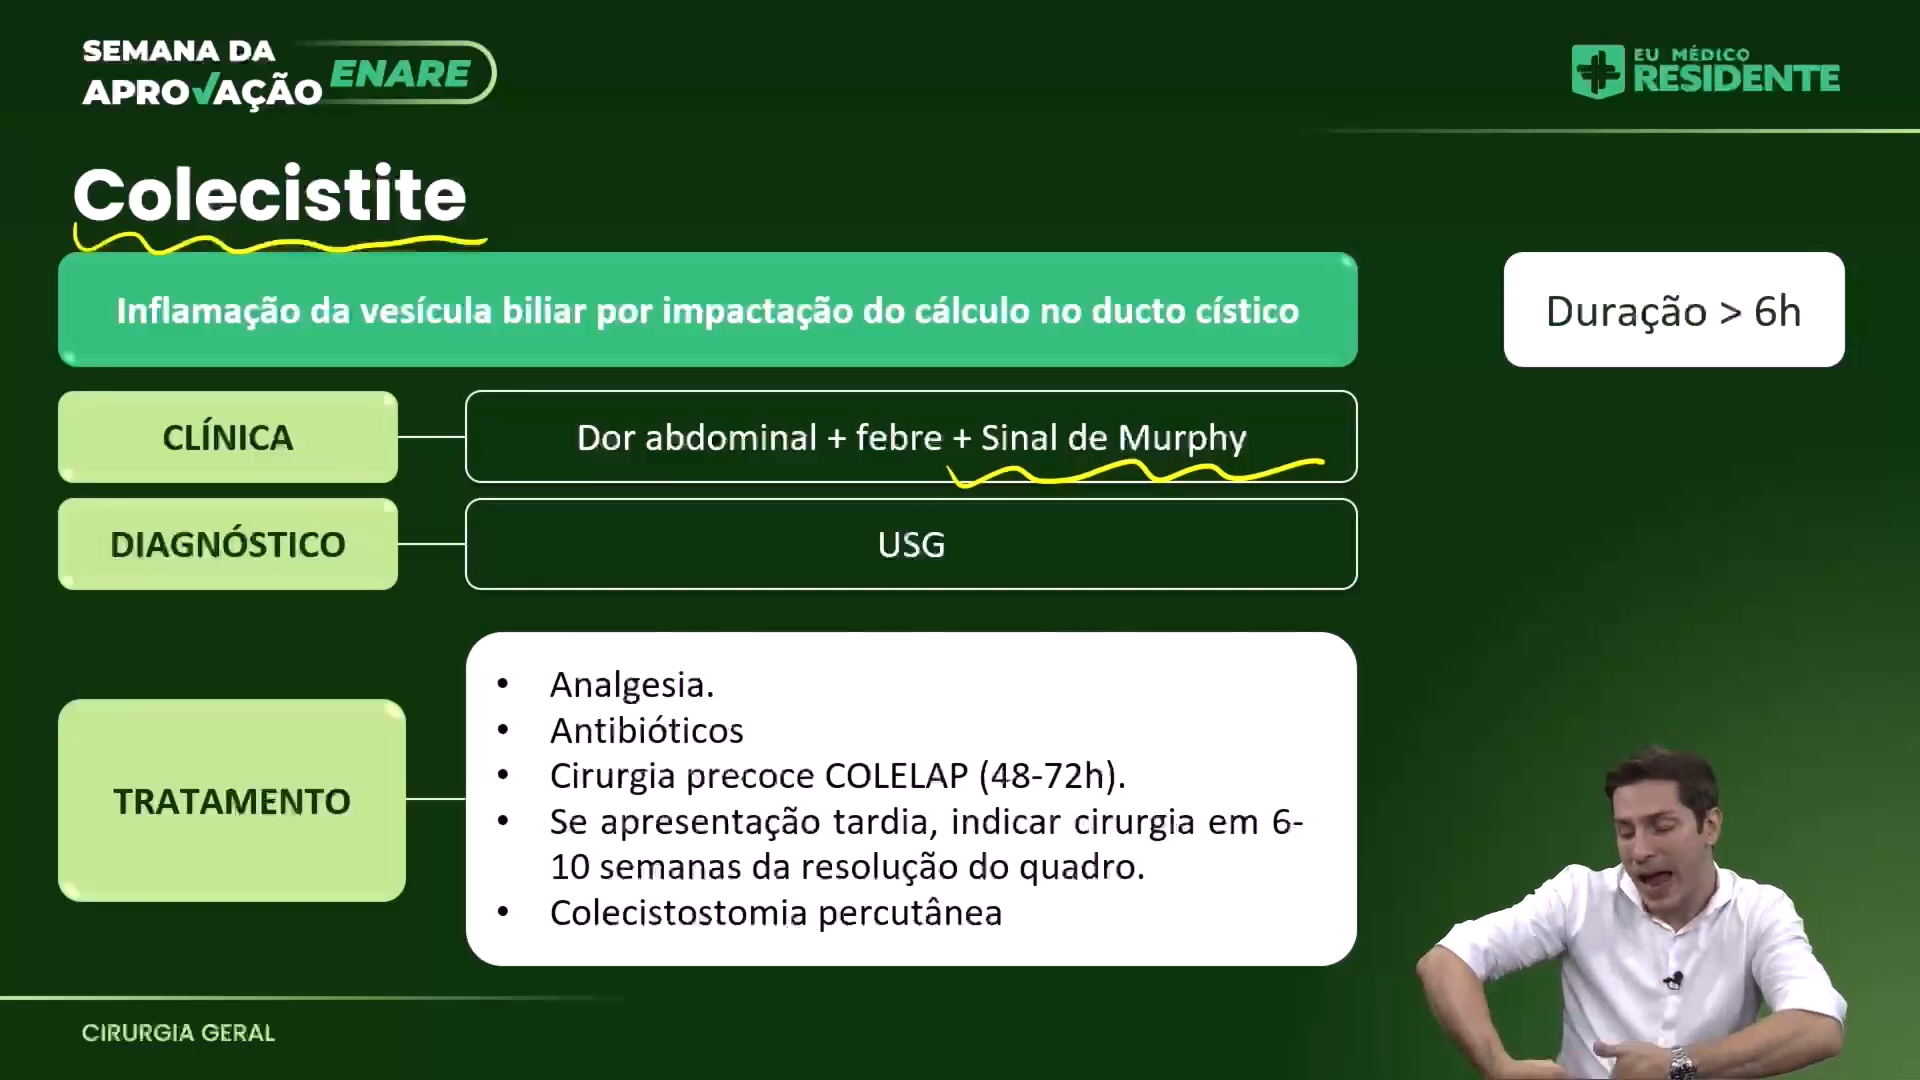 SEMANA DA
APROVAÇÃO ENARE
EU MÉDICO
RESIDENTE
Colecistite
Inflamação da vesícula biliar por impactação do cálculo no ducto cístico
Duração > 6h
CLÍNICA
Dor abdominal + febre + Sinal de Murphy
DIAGNÓSTICO
USG
TRATAMENTO
• Analgesia.
• Antibióticos
• Cirurgia precoce COLELAP (48-72h).
• Se apresentação tardia, indicar cirurgia em 6-
10 semanas da resolução do quadro.
• Colecistostomia percutânea
CIRURGIA GERAL